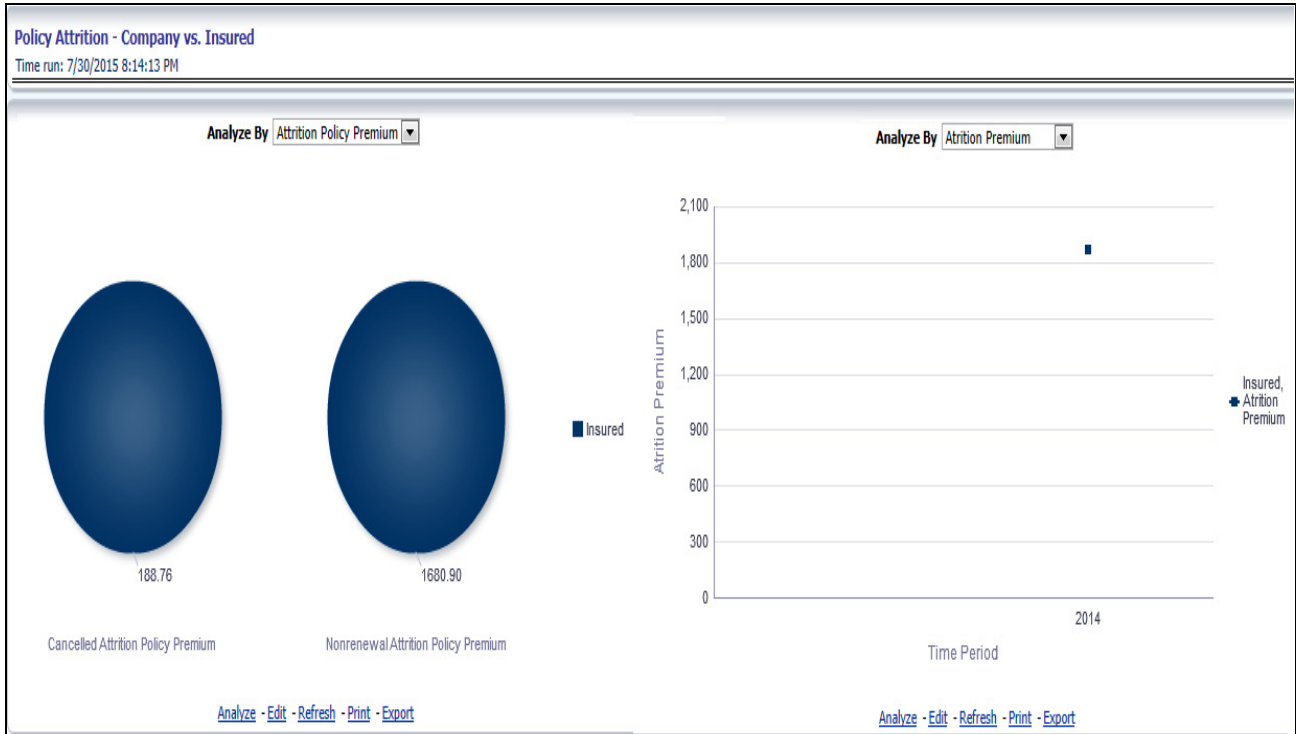 Policy Attrition - Company vs. Insured
Time run: 7/30/2015 8:14:13 PM
Analyze By Attrition Policy Premium
188.76
1680.90
Cancelled Attrition Policy Premium
Nonrenewal Attrition Policy Premium
Insured
Analyze - Edit - Refresh - Print - Export
Analyze By Atrition Premium
2,100
1,800
1,500
1,200
900
600
300
0
Atrition Premium
2014
Time Period
Insured,
Atrition
Premium
Analyze - Edit - Refresh - Print - Export